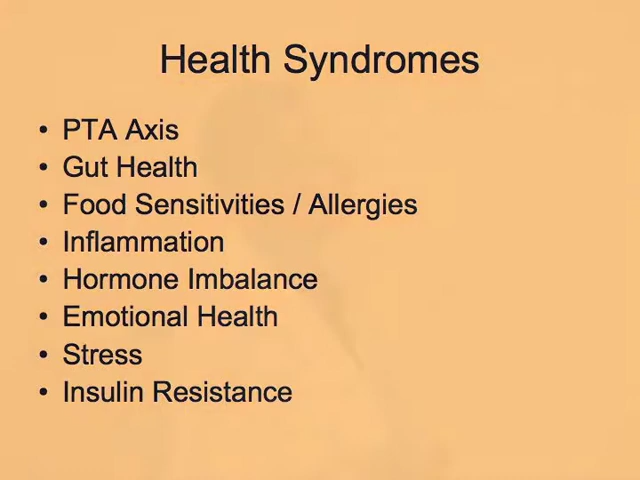 Health Syndromes
• PTA Axis
• Gut Health
• Food Sensitivities / Allergies
• Inflammation
• Hormone Imbalance
• Emotional Health
• Stress
• Insulin Resistance